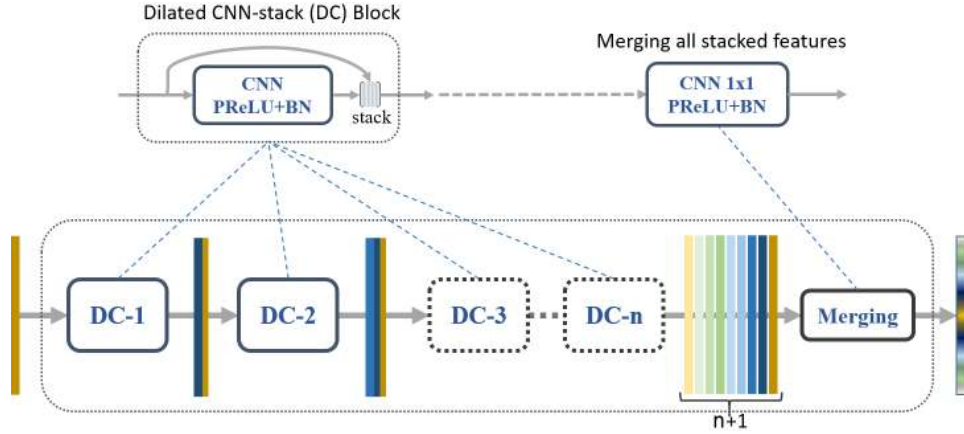 Dilated CNN-stack (DC) Block
Merging all stacked features
CNN
PReLU+BN
stack
CNN 1x1
PReLU+BN
DC-1
DC-2
DC-3
DC-n
Merging
n+1